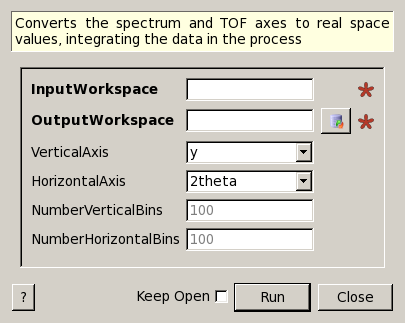 Converts the spectrum and TOF axes to real space
values, integrating the data in the process
InputWorkspace
OutputWorkspace
VerticalAxis y
HorizontalAxis 2theta
NumberVerticalBins 100
NumberHorizontalBins 100
? Keep Open Run Close